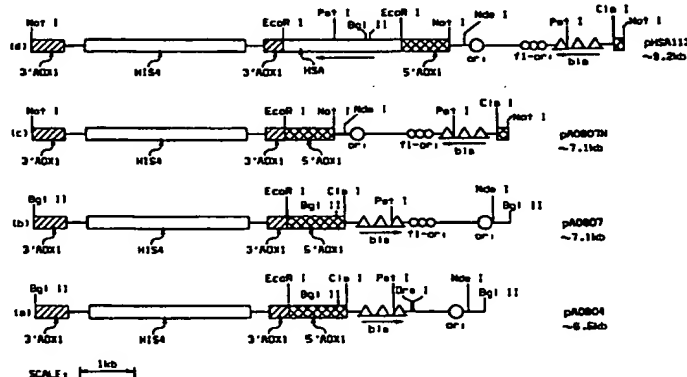 Not I EcoR I Pst I Bgl II EcoR I Not I Nde I Pst I Cla I Not I
(d) pHSA113
~9.2kb
3'AOX1 HIS4 3'AOX1 HSA 5'AOX1 ori f1-ori bla
Not I EcoR I Not I Nde I Pst I Cla I Not I
(c) pAO807N
~7.1kb
3'AOX1 HIS4 3'AOX1 5'AOX1 ori f1-ori bla
Bgl II EcoR I Bgl II Cla I Pst I Nde I Bgl II
(b) pAO807
~7.1kb
3'AOX1 HIS4 3'AOX1 5'AOX1 bla f1-ori ori
Bgl II EcoR I Bgl II Cla I Pst I Dra I Nde I Bgl II
(a) pAO804
3'AOX1 HIS4 3'AOX1 5'AOX1 bla ori
SCALE: 1kb